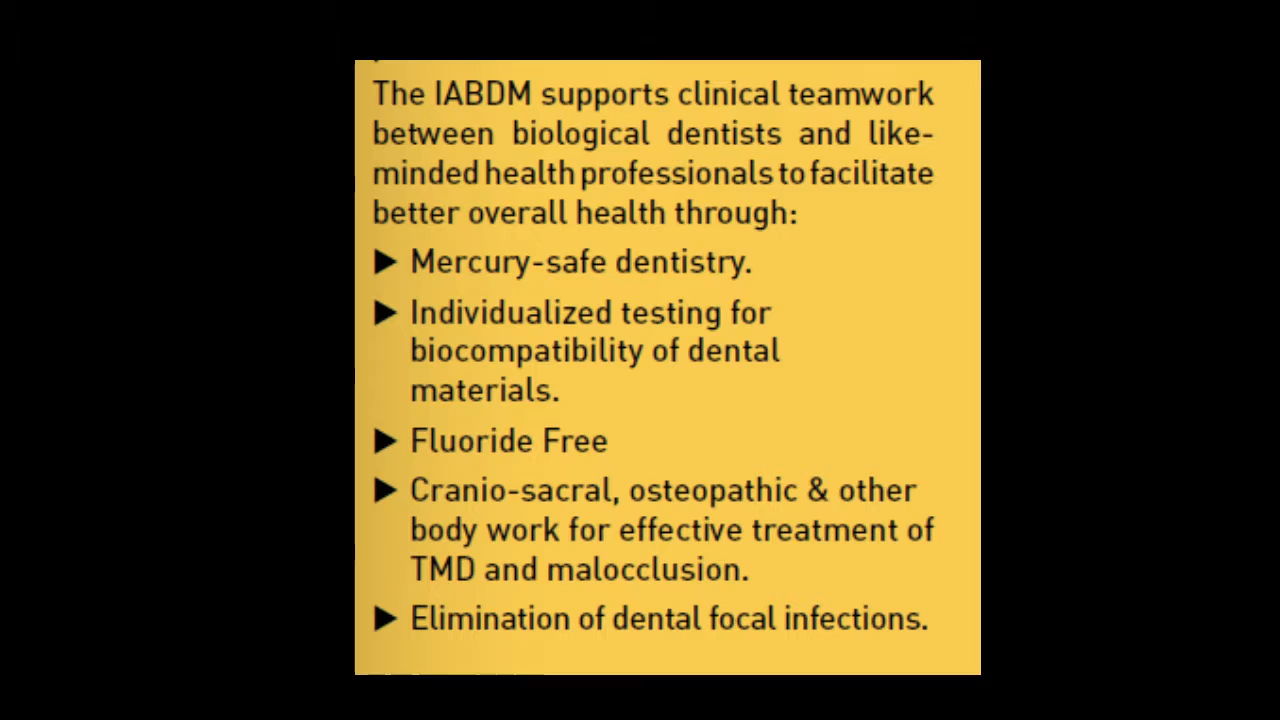 The IABDM supports clinical teamwork
between biological dentists and like-
minded health professionals to facilitate
better overall health through:
▶ Mercury-safe dentistry.
▶ Individualized testing for
biocompatibility of dental
materials.
▶ Fluoride Free
▶ Cranio-sacral, osteopathic & other
body work for effective treatment of
TMD and malocclusion.
▶ Elimination of dental focal infections.